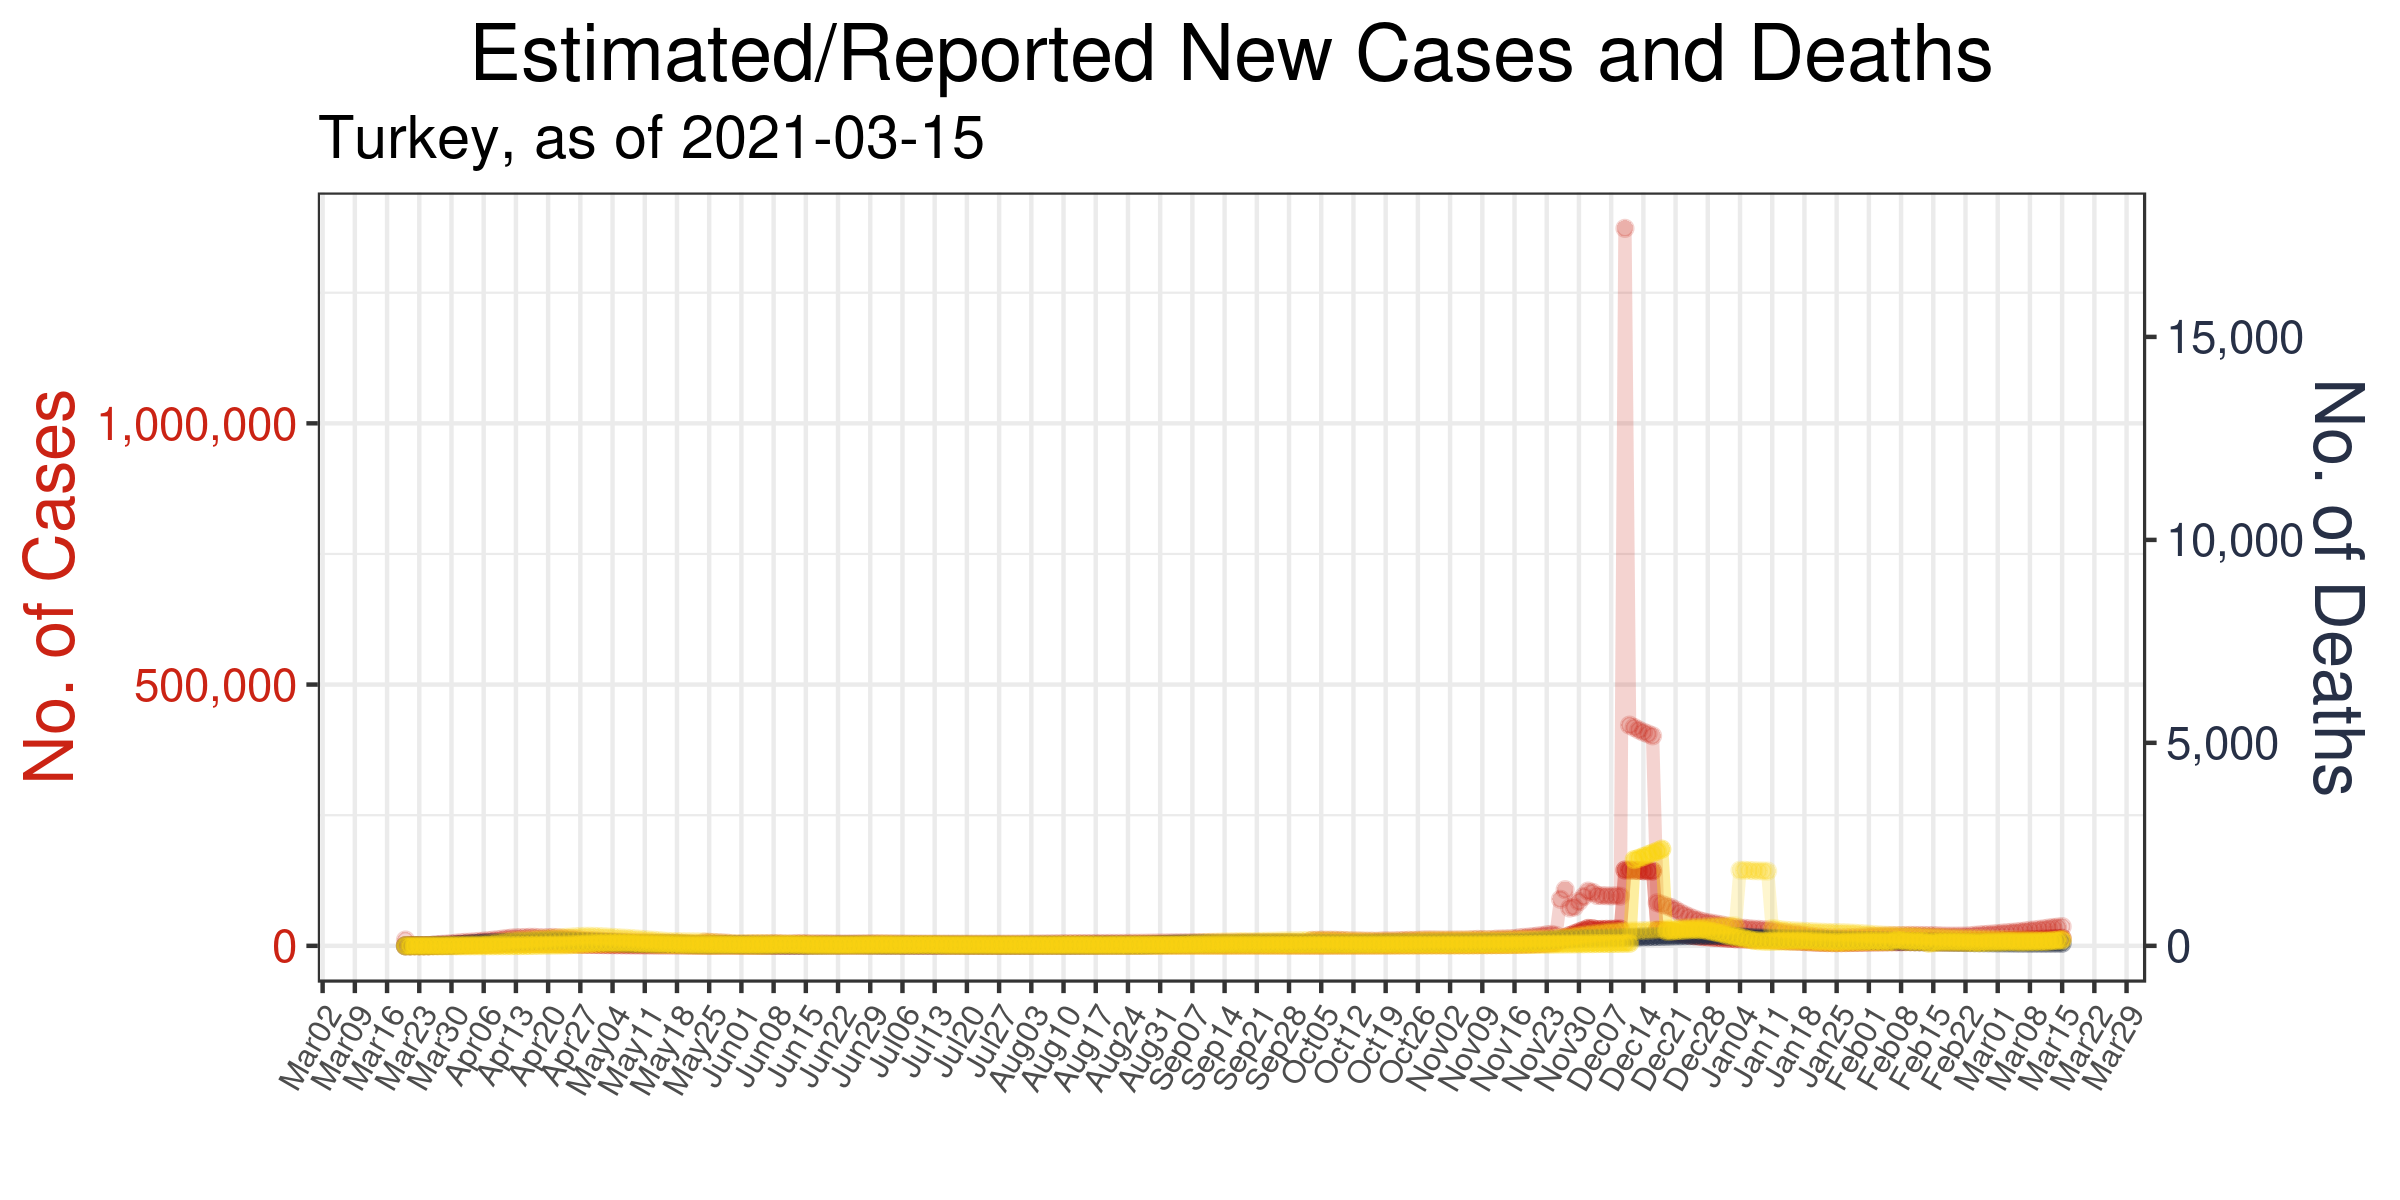 Estimated/Reported New Cases and Deaths
Turkey, as of 2021-03-15
No. of Cases
1,000,000
500,000
0
15,000
10,000
5,000
0
No. of Deaths
Mar02
Mar09
Mar16
Mar23
Mar30
Apr06
Apr13
Apr20
Apr27
May04
May11
May18
May25
Jun01
Jun08
Jun15
Jun22
Jun29
Jul06
Jul13
Jul20
Jul27
Aug03
Aug10
Aug17
Aug24
Aug31
Sep07
Sep14
Sep21
Sep28
Oct05
Oct12
Oct19
Oct26
Nov02
Nov09
Nov16
Nov23
Nov30
Dec07
Dec14
Dec21
Dec28
Jan04
Jan11
Jan18
Jan25
Feb01
Feb08
Feb15
Feb22
Mar01
Mar08
Mar15
Mar22
Mar29